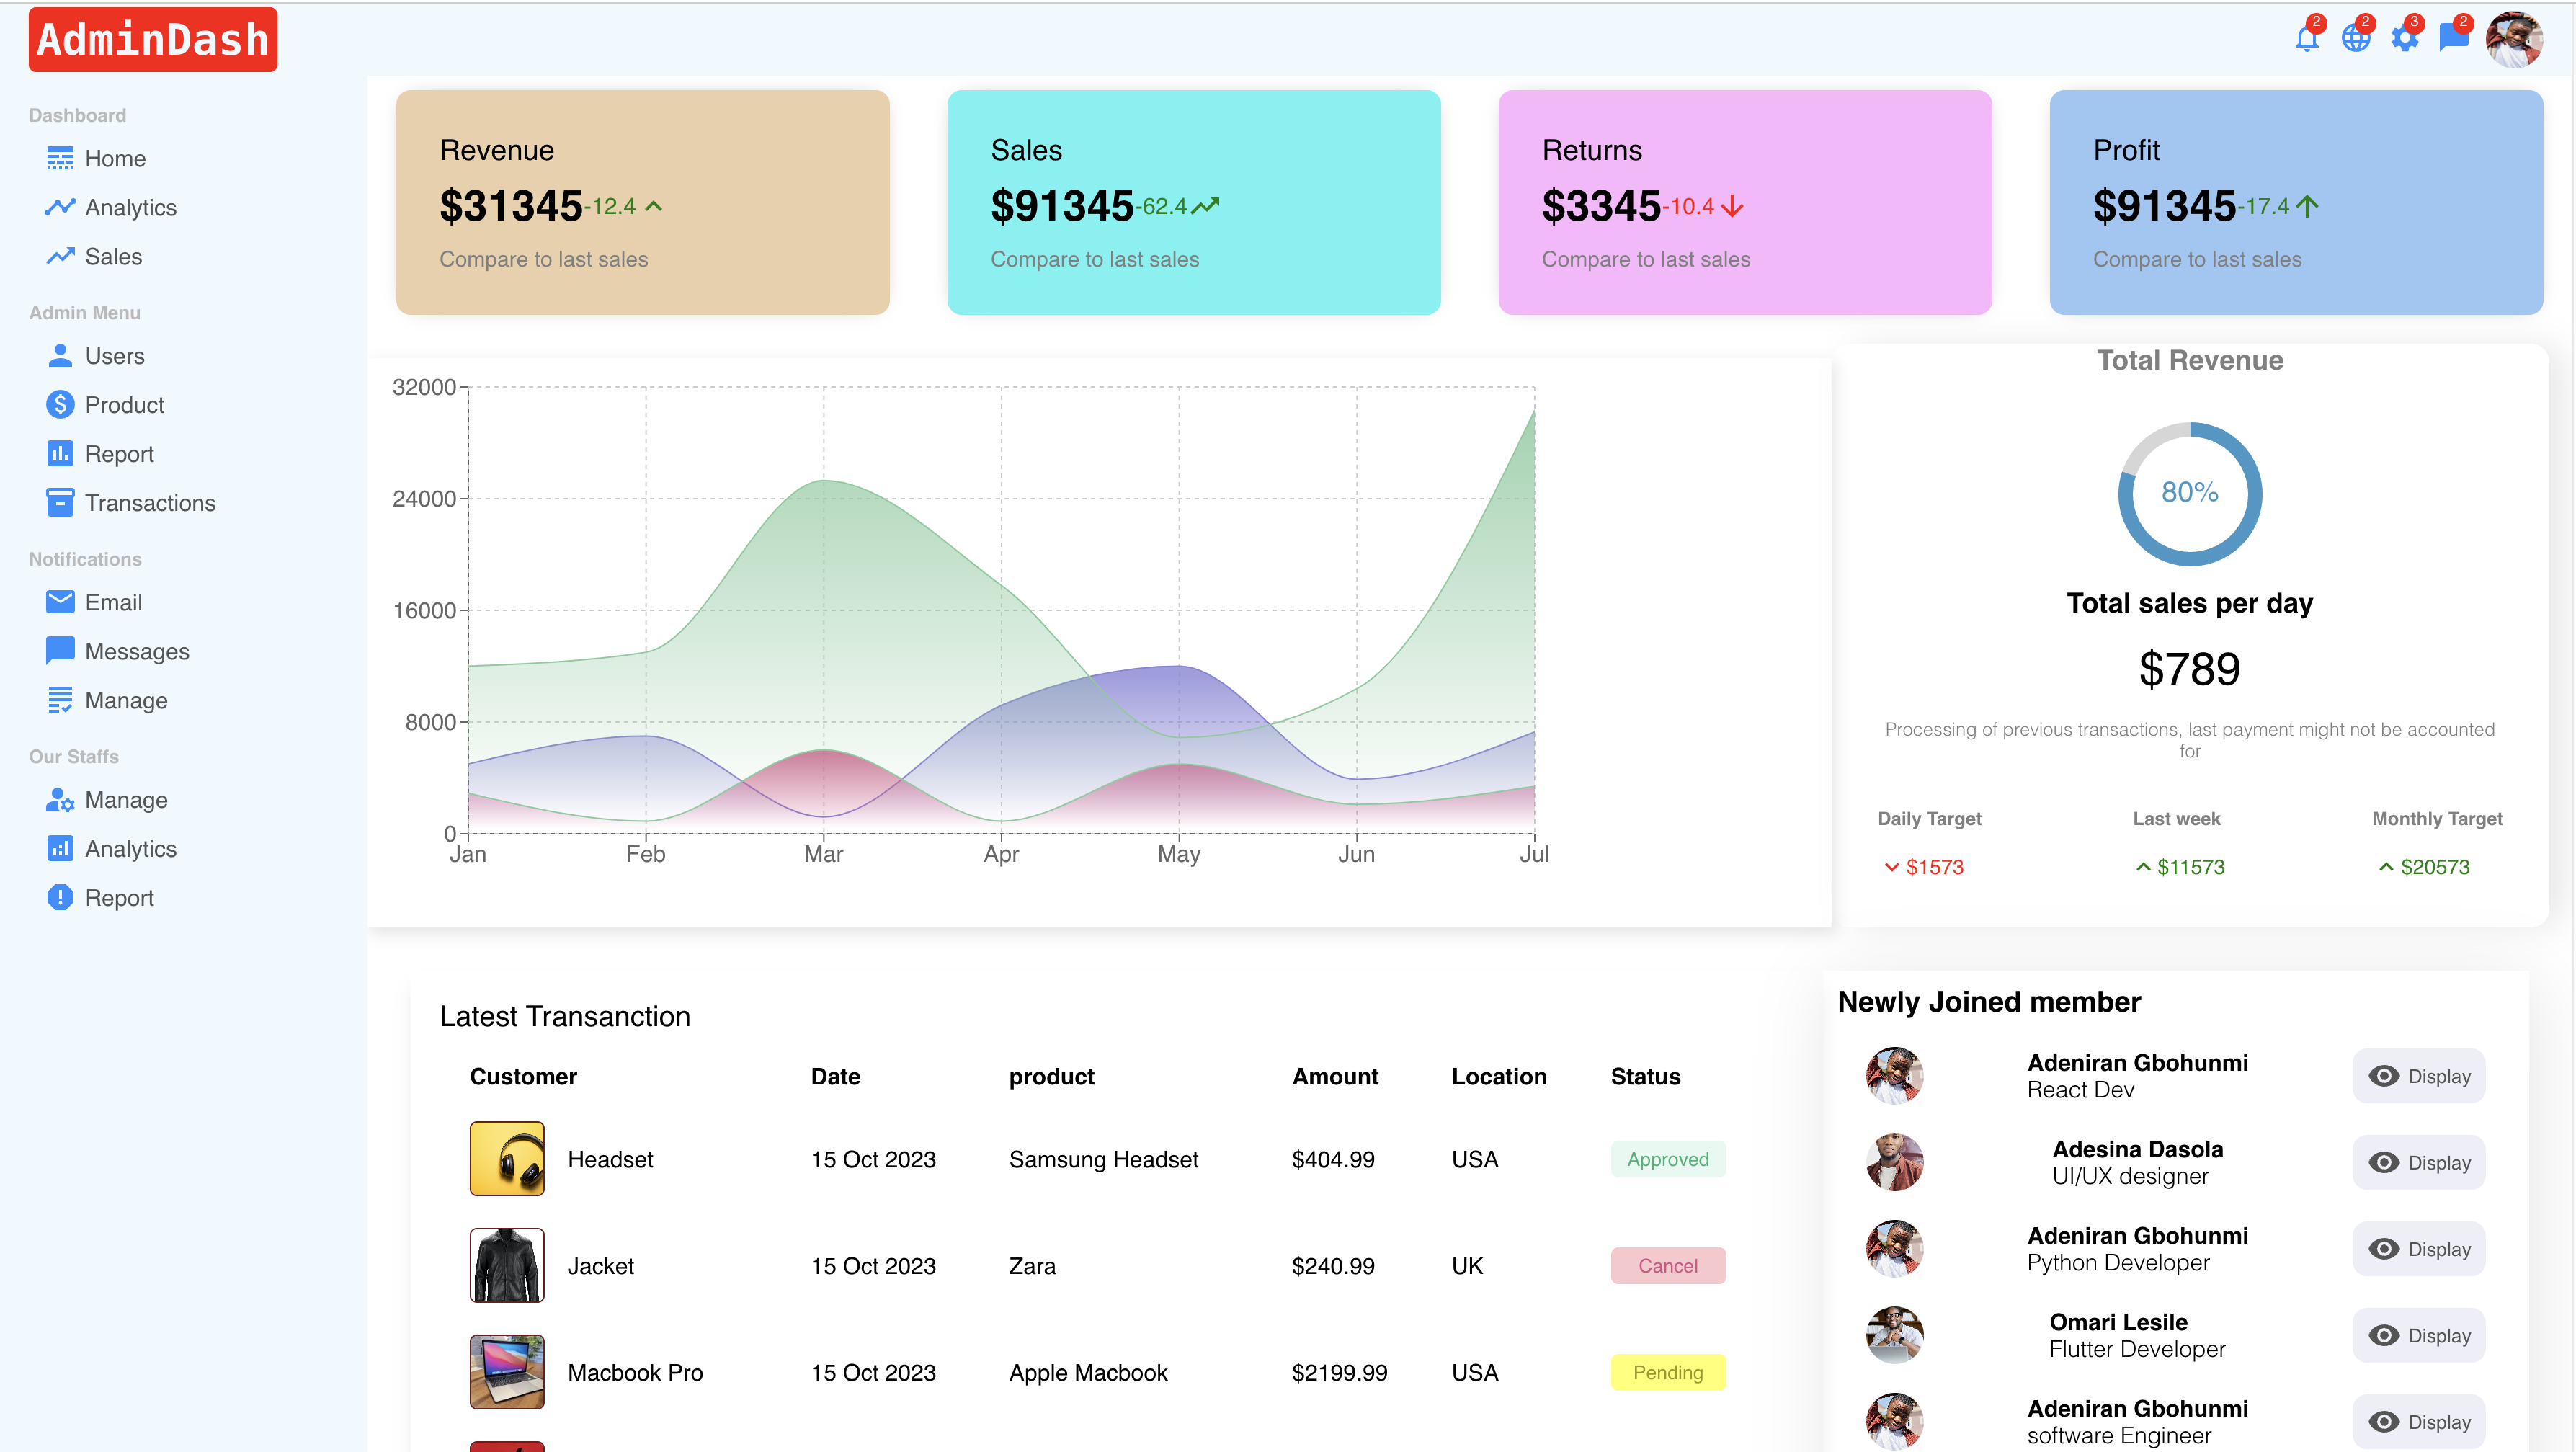 AdminDash
2
2
3
2
Dashboard
Home
Analytics
Sales
Admin Menu
Users
Product
Report
Transactions
Notifications
Email
Messages
Manage
Our Staffs
Manage
Analytics
Report
Revenue
$31345 -12.4
Compare to last sales
Sales
$91345 -62.4
Compare to last sales
Returns
$3345 -10.4
Compare to last sales
Profit
$91345 -17.4
Compare to last sales
32000
24000
16000
8000
0
Jan Feb Mar Apr May Jun Jul
Total Revenue
80%
Total sales per day
$789
Processing of previous transactions, last payment might not be accounted
for
Daily Target Last week Monthly Target
$1573 $11573 $20573
Latest Transanction
Customer Date product Amount Location Status
Headset 15 Oct 2023 Samsung Headset $404.99 USA Approved
Jacket 15 Oct 2023 Zara $240.99 UK Cancel
Macbook Pro 15 Oct 2023 Apple Macbook $2199.99 USA Pending
Newly Joined member
Adeniran Gbohunmi
React Dev
Display
Adesina Dasola
UI/UX designer
Display
Adeniran Gbohunmi
Python Developer
Display
Omari Lesile
Flutter Developer
Display
Adeniran Gbohunmi
software Engineer
Display